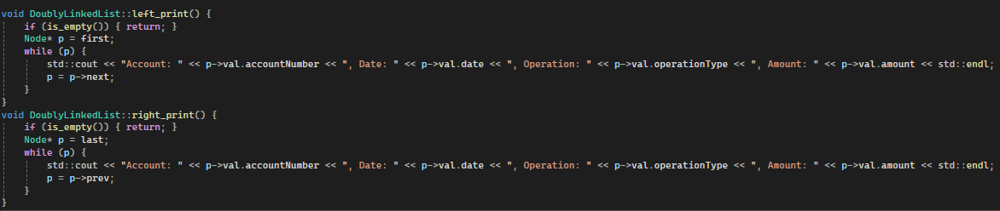 void DoublyLinkedList::left_print() {
    if (is_empty()) { return; }
    Node* p = first;
    while (p) {
        std::cout << "Account: " << p->val.accountNumber << ", Date: " << p->val.date << ", Operation: " << p->val.operationType << ", Amount: " << p->val.amount << std::endl;
        p = p->next;
    }
}
void DoublyLinkedList::right_print() {
    if (is_empty()) { return; }
    Node* p = last;
    while (p) {
        std::cout << "Account: " << p->val.accountNumber << ", Date: " << p->val.date << ", Operation: " << p->val.operationType << ", Amount: " << p->val.amount << std::endl;
        p = p->prev;
    }
}